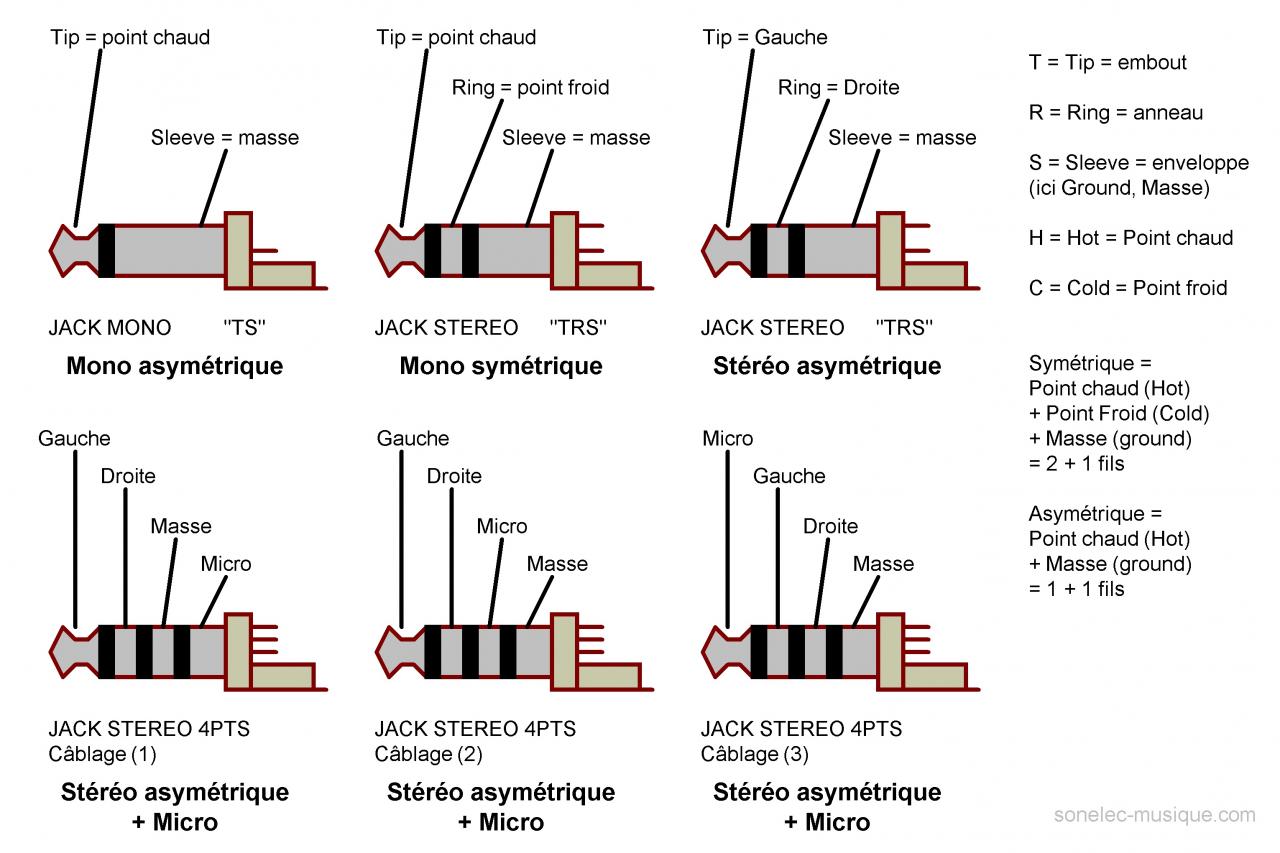 Tip = point chaud
Sleeve = masse
JACK MONO "TS"
Mono asymétrique
Tip = point chaud
Ring = point froid
Sleeve = masse
JACK STEREO "TRS"
Mono symétrique
Tip = Gauche
Ring = Droite
Sleeve = masse
JACK STEREO "TRS"
Stéréo asymétrique
T = Tip = embout
R = Ring = anneau
S = Sleeve = enveloppe
(ici Ground, Masse)
H = Hot = Point chaud
C = Cold = Point froid
Symétrique =
Point chaud (Hot)
+ Point Froid (Cold)
+ Masse (ground)
= 2 + 1 fils
Asymétrique =
Point chaud (Hot)
+ Masse (ground)
= 1 + 1 fils
Gauche
Droite
Masse
Micro
JACK STEREO 4PTS
Câblage (1)
Stéréo asymétrique
+ Micro
Gauche
Droite
Micro
Masse
JACK STEREO 4PTS
Câblage (2)
Stéréo asymétrique
+ Micro
Micro
Gauche
Droite
Masse
JACK STEREO 4PTS
Câblage (3)
Stéréo asymétrique
+ Micro
sonelec-musique.com